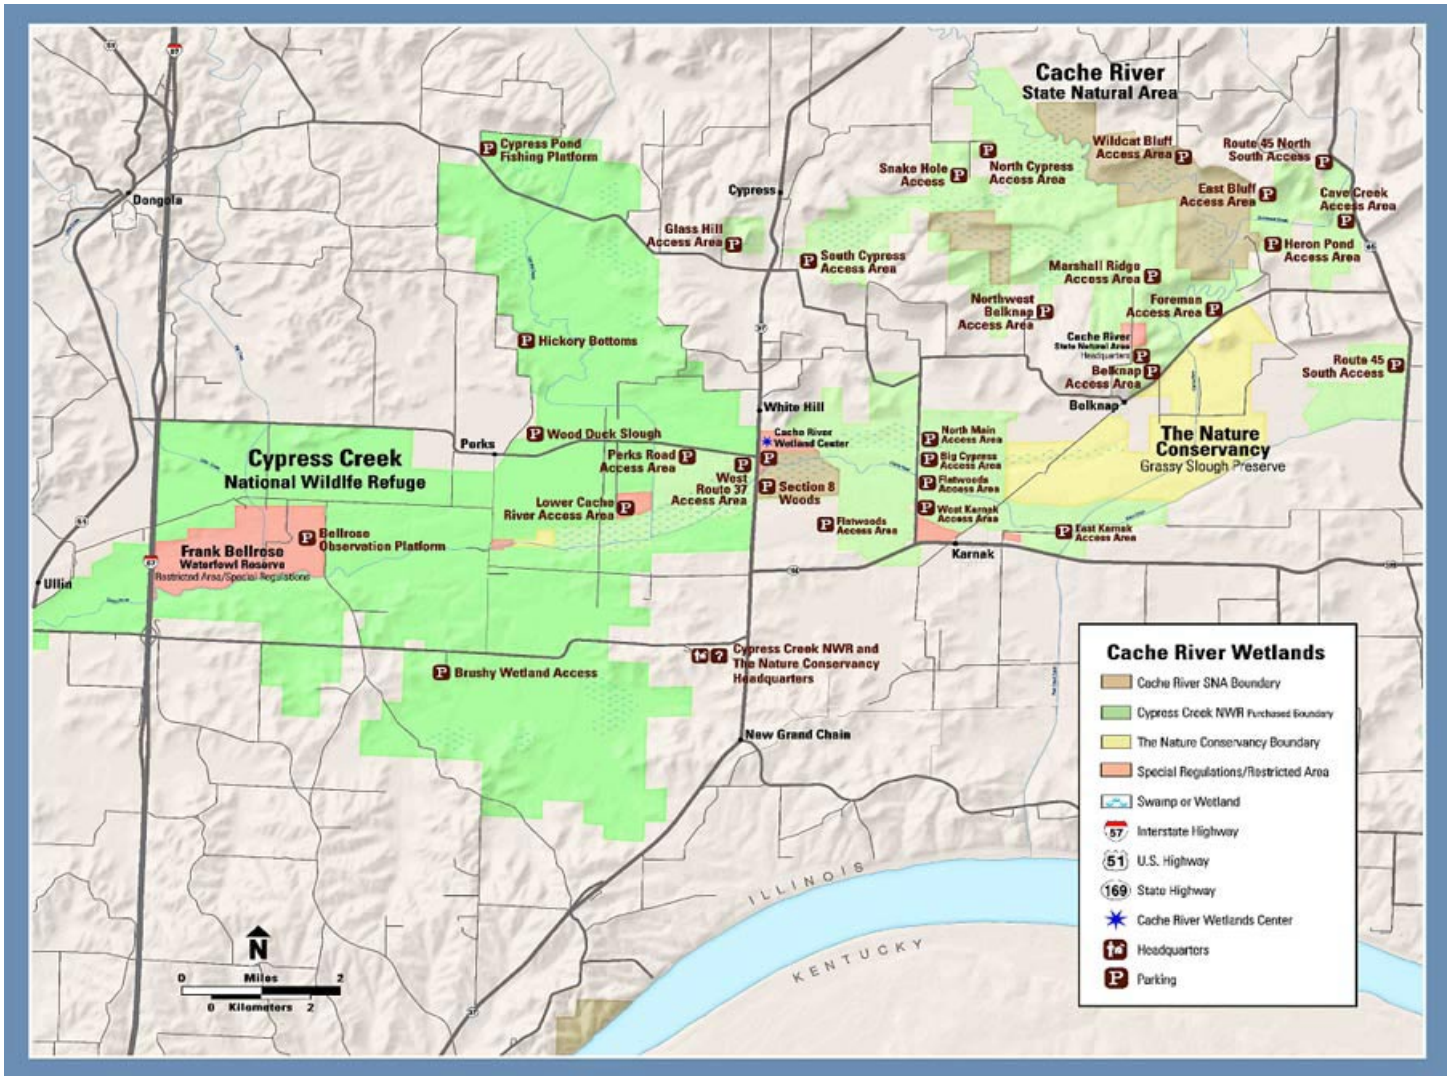 Cache River
State Natural Area
Cypress Pond
Fishing Platform
Wildcat Bluff
Access Area
Route 45 North
South Access
Snake Hole
Access
North Cypress
Access Area
Cypress
East Bluff
Access Area
Cave Creek
Access Area
Dongola
Glass Hill
Access Area
South Cypress
Access Area
Heron Pond
Access Area
45
Marshall Ridge
Access Area
Northwest
Belknap
Access Area
Foreman
Access Area
37
Hickory Bottoms
Cache River
State Natural Area
Headquarters
Belknap
Access Area
Route 45
South Access
Belknap
White Hill
Wood Duck Slough
Perks
Cache River
Wetland Center
North Main
Access Area
The Nature
Conservancy
Grassy Slough Preserve
Cypress Creek
National Wildlfe Refuge
Perks Road
Access Area
West
Route 37
Access Area
Big Cypress
Access Area
Section 8
Woods
Flatwoods
Access Area
Lower Cache
River Access Area
West Karnak
Access Area
51
Flatwoods
Access Area
East Karnak
Access Area
Bellrose
Observation Platform
Frank Bellrose
Waterfowl Reserve
Restricted Area/Special Regulations
Karnak
57
Ullin
Cypress Creek NWR and
The Nature Conservancy
Headquarters
Brushy Wetland Access
New Grand Chain
ILLINOIS
KENTUCKY
N
0 Miles 2
0 Kilometers 2
37
Cache River Wetlands
Cache River SNA Boundary
Cypress Creek NWR Purchased Boundary
The Nature Conservancy Boundary
Special Regulations/Restricted Area
Swamp or Wetland
57 Interstate Highway
51 U.S. Highway
169 State Highway
Cache River Wetlands Center
Headquarters
P Parking